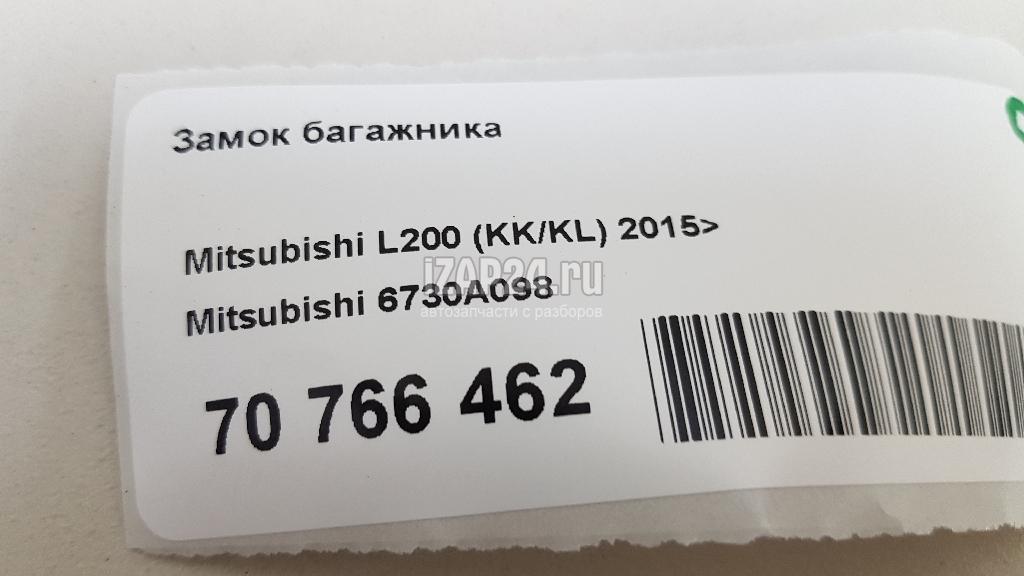 Замок багажника
Mitsubishi L200 (KK/KL) 2015>
iZAP24.ru
Mitsubishi 6730A098
автозапчасти с разборов
70 766 462